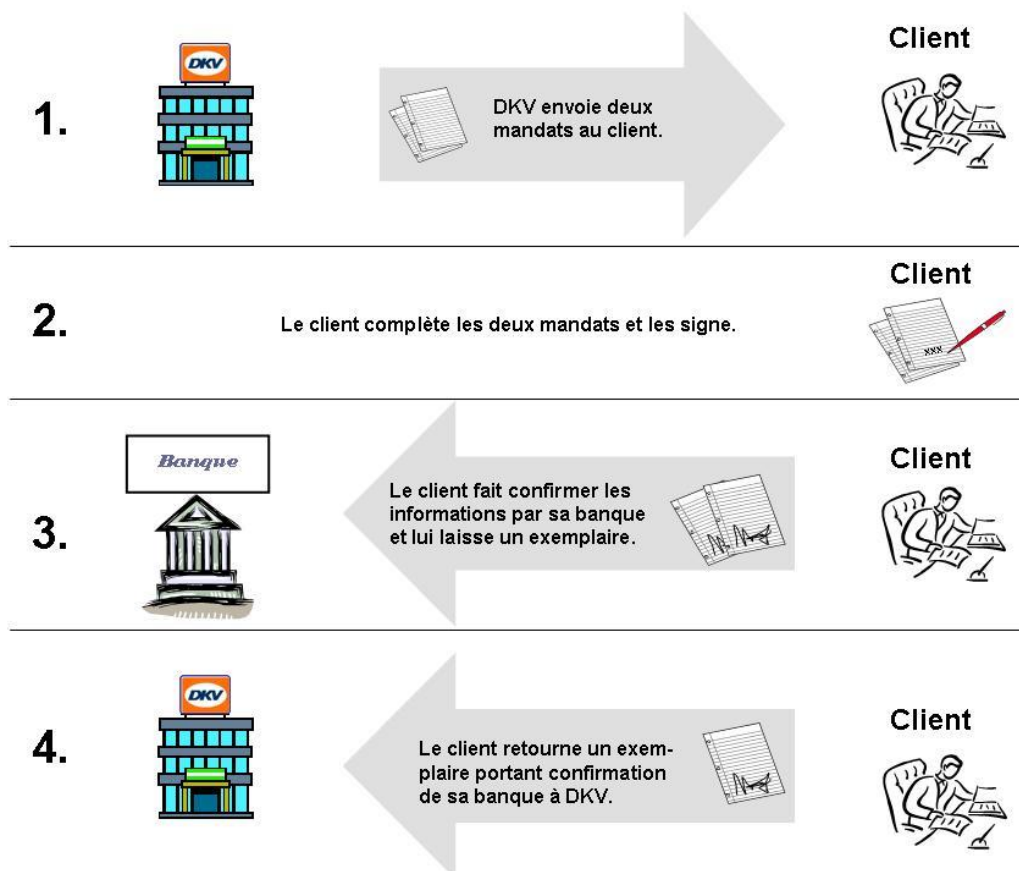 DKV
Client
1.
DKV envoie deux
mandats au client.
Client
2.
Le client complète les deux mandats et les signe.
xxx
Banque
Client
3.
Le client fait confirmer les
informations par sa banque
et lui laisse un exemplaire.
DKV
Client
4.
Le client retourne un exem-
plaire portant confirmation
de sa banque à DKV.